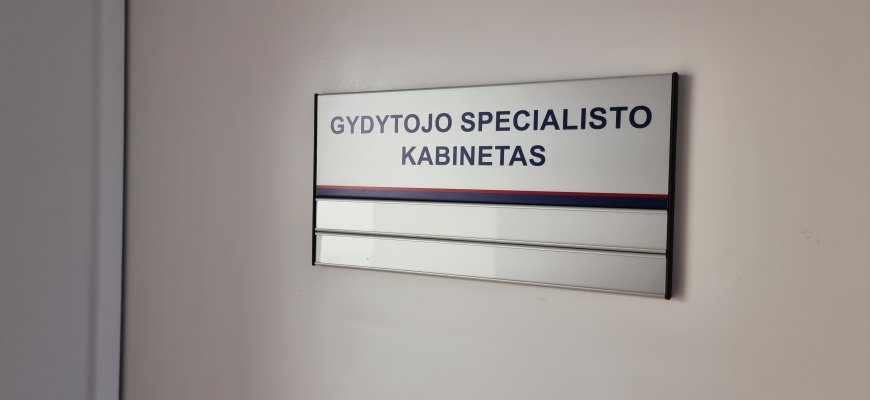 GYDYTOJO SPECIALISTO
KABINETAS